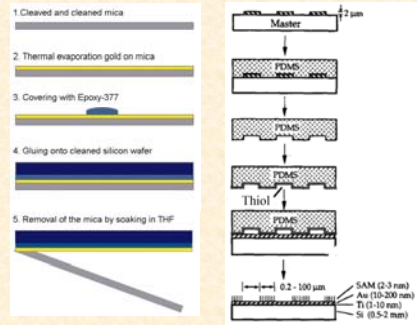 1.Cleaved and cleaned mica
2. Thermal evaporation gold on mica
3. Covering with Epoxy-377
4. Gluing onto cleaned silicon wafer
5. Removal of the mica by soaking in THF
2 μm
Master
PDMS
PDMS
PDMS
Thiol
PDMS
0.2 - 100 μm
SAM (2-3 nm)
Au (10-200 nm)
Ti (1-10 nm)
Si (0.5-2 mm)